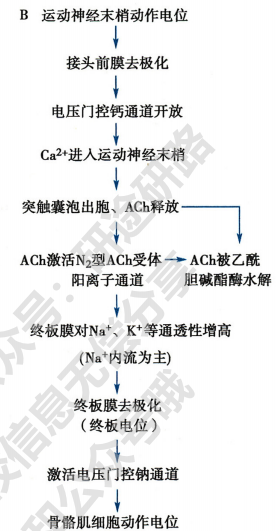 B 运动神经末梢动作电位
接头前膜去极化
电压门控钙通道开放
Ca²⁺进入运动神经末梢
突触囊泡出胞、ACh释放
ACh激活N₂型ACh受体
阳离子通道
ACh被乙酰
胆碱酯酶水解
终板膜对Na⁺、K⁺等通透性增高
(Na⁺内流为主)
终板膜去极化
(终板电位)
激活电压门控钠通道
骨骼肌细胞动作电位